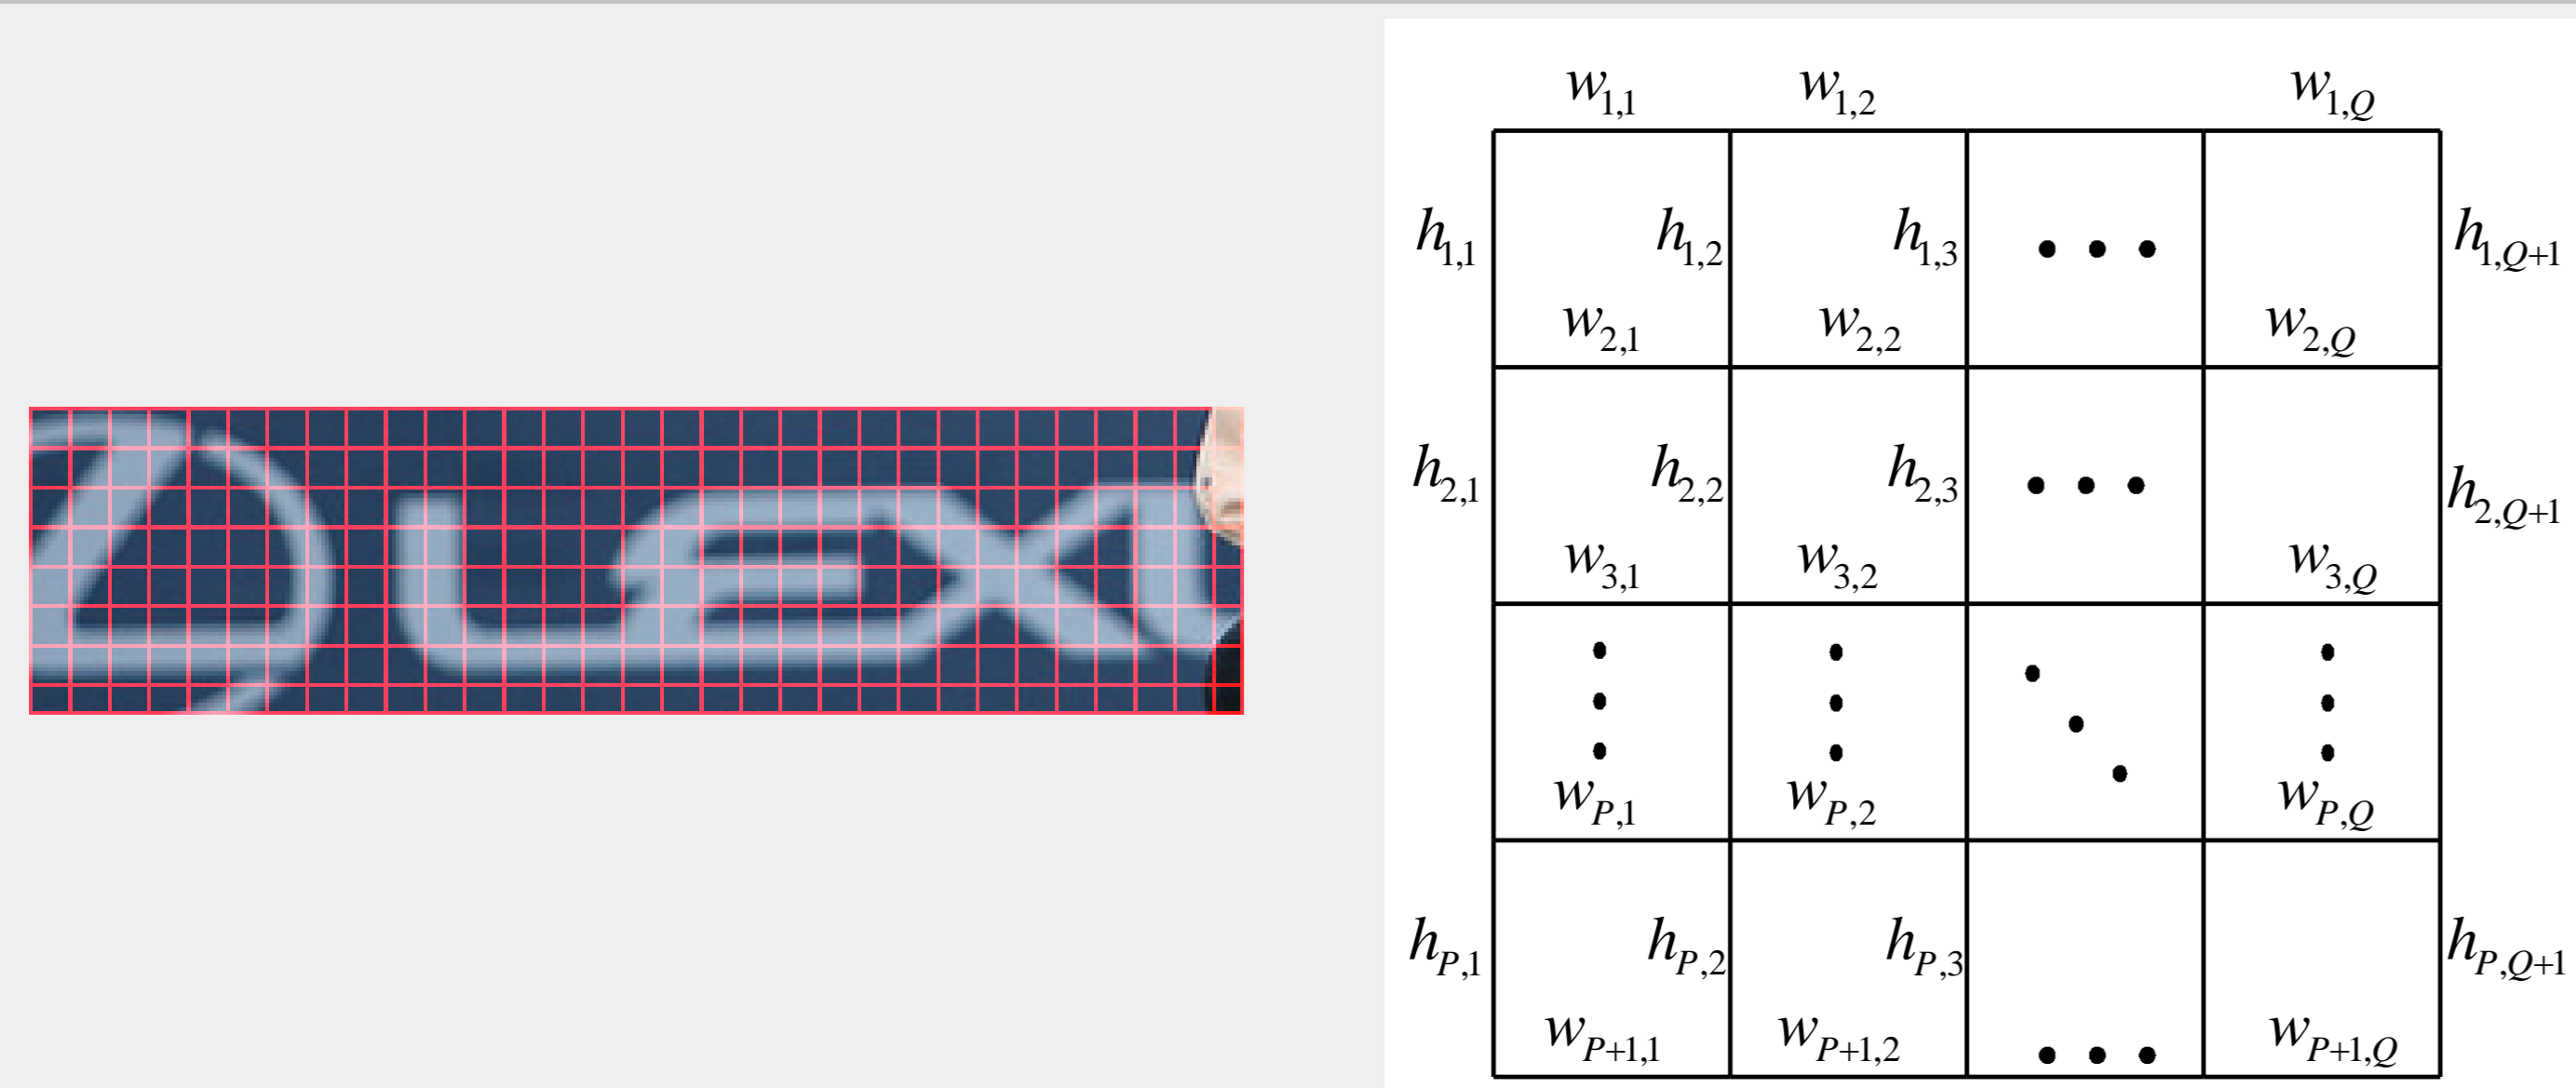 LEXU
w1,1 w1,2 w1,Q
h1,1 h1,2 h1,3 ••• h1,Q+1
w2,1 w2,2 w2,Q
h2,1 h2,2 h2,3 ••• h2,Q+1
w3,1 w3,2 w3,Q
wP,1 wP,2 wP,Q
hP,1 hP,2 hP,3 hP,Q+1
wP+1,1 wP+1,2 ••• wP+1,Q